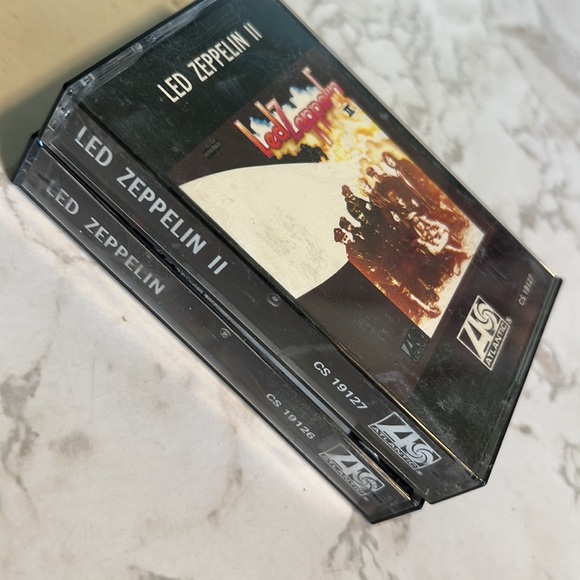 LED ZEPPELIN II
Led Zeppelin
II
CS 19127
ATLANTIC®
LED ZEPPELIN II
CS 19127
ATLANTIC®
LED ZEPPELIN
CS 19126
ATLANTIC®